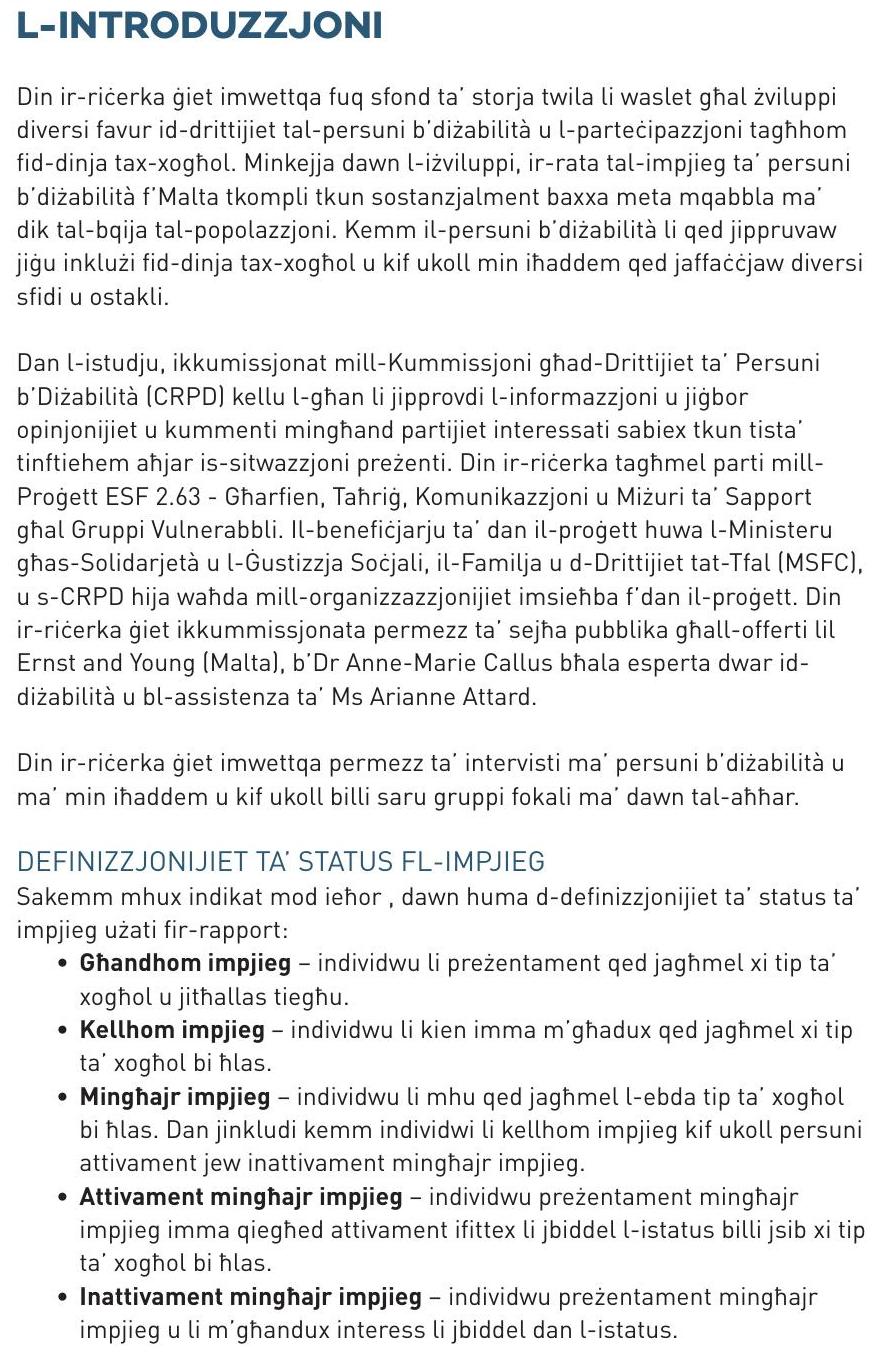 L-INTRODUZZJONI
Din ir-riċerka ġiet imwettqa fuq sfond ta’ storja twila li waslet għal żviluppi
diversi favur id-drittijiet tal-persuni b’diżabilità u l-parteċipazzjoni tagħhom
fid-dinja tax-xogħol. Minkejja dawn l-iżviluppi, ir-rata tal-impjieg ta’ persuni
b’diżabilità f’Malta tkompli tkun sostanzjalment baxxa meta mqabbla ma’
dik tal-bqija tal-popolazzjoni. Kemm il-persuni b’diżabilità li qed jippruvaw
jiġu inklużi fid-dinja tax-xogħol u kif ukoll min iħaddem qed jaffaċċjaw diversi
sfidi u ostakli.
Dan l-istudju, ikkumissjonat mill-Kummissjoni għad-Drittijiet ta’ Persuni
b’Diżabilità (CRPD) kellu l-għan li jipprovdi l-informazzjoni u jiġbor
opinjonijiet u kummenti mingħand partijiet interessati sabiex tkun tista’
tinftiehem aħjar is-sitwazzjoni preżenti. Din ir-riċerka tagħmel parti mill-
Proġett ESF 2.63 - Għarfien, Taħriġ, Komunikazzjoni u Miżuri ta’ Sapport
għal Gruppi Vulnerabbli. Il-benefiċjarju ta’ dan il-proġett huwa l-Ministeru
għas-Solidarjetà u l-Ġustizzja Soċjali, il-Familja u d-Drittijiet tat-Tfal (MSFC),
u s-CRPD hija waħda mill-organizzazzjonijiet imsieħba f’dan il-proġett. Din
ir-riċerka ġiet ikkummissjonata permezz ta’ sejħa pubblika għall-offerti lil
Ernst and Young (Malta), b’Dr Anne-Marie Callus bħala esperta dwar id-
diżabilità u bl-assistenza ta’ Ms Arianne Attard.
Din ir-riċerka ġiet imwettqa permezz ta’ intervisti ma’ persuni b’diżabilità u
ma’ min iħaddem u kif ukoll billi saru gruppi fokali ma’ dawn tal-aħħar.
DEFINIZZJONIJIET TA’ STATUS FL-IMPJIEG
Sakemm mhux indikat mod ieħor , dawn huma d-definizzjonijiet ta’ status ta’
impjieg użati fir-rapport:
• Għandhom impjieg – individwu li preżentament qed jagħmel xi tip ta’
xogħol u jitħallas tiegħu.
• Kellhom impjieg – individwu li kien imma m’għadux qed jagħmel xi tip
ta’ xogħol bi ħlas.
• Mingħajr impjieg – individwu li mhu qed jagħmel l-ebda tip ta’ xogħol
bi ħlas. Dan jinkludi kemm individwi li kellhom impjieg kif ukoll persuni
attivament jew inattivament mingħajr impjieg.
• Attivament mingħajr impjieg – individwu preżentament mingħajr
impjieg imma qiegħed attivament ifittex li jbiddel l-istatus billi jsib xi tip
ta’ xogħol bi ħlas.
• Inattivament mingħajr impjieg – individwu preżentament mingħajr
impjieg u li m’għandux interess li jbiddel dan l-istatus.